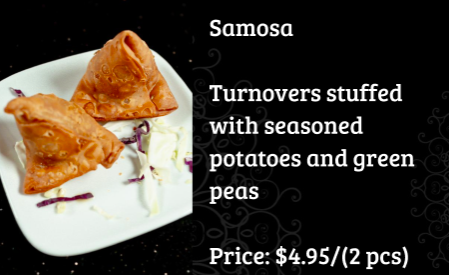 Samosa
Turnovers stuffed
with seasoned
potatoes and green
peas
Price: $4.95/(2 pcs)